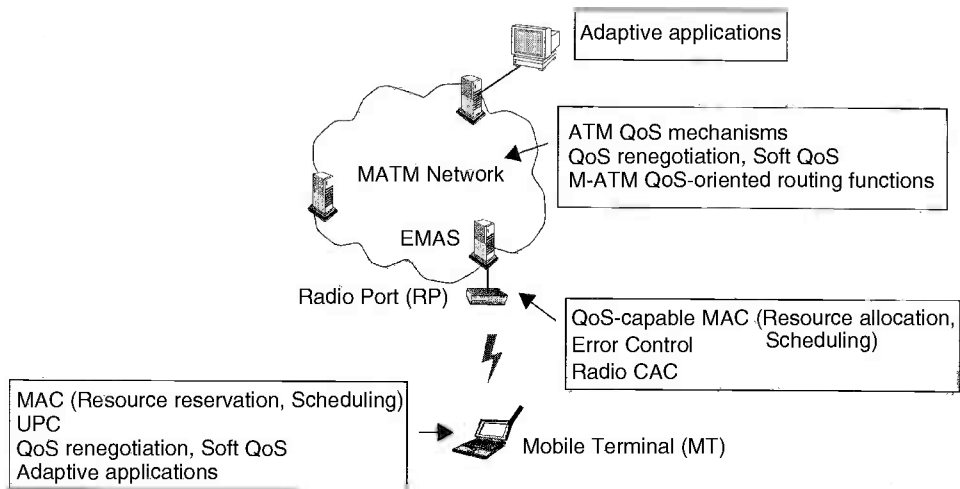 Adaptive applications
ATM QoS mechanisms
QoS renegotiation, Soft QoS
M-ATM QoS-oriented routing functions
MATM Network
EMAS
Radio Port (RP)
QoS-capable MAC (Resource allocation,
Scheduling)
Error Control
Radio CAC
MAC (Resource reservation, Scheduling)
UPC
QoS renegotiation, Soft QoS
Adaptive applications
Mobile Terminal (MT)